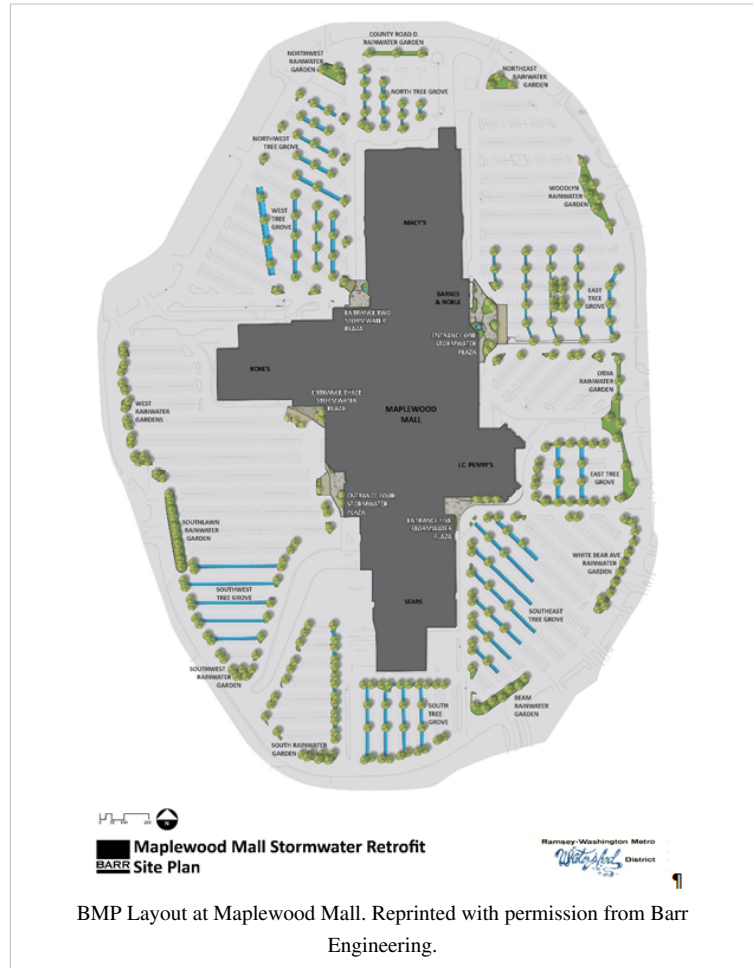 COUNTY ROAD D
RAINWATER GARDEN
NORTHWEST
RAINWATER
GARDEN
NORTHEAST
RAINWATER
GARDEN
NORTH TREE GROVE
NORTHWEST
TREE GROVE
WOODLYN
RAINWATER
GARDEN
WEST
TREE
GROVE
MACY'S
BARNES
& NOBLE
EAST
TREE
GROVE
ENTRANCE TWO
STORMWATER
PLAZA
ENTRANCE ONE
STORMWATER
PLAZA
KOHL'S
LYDIA
RAINWATER
GARDEN
WEST
RAINWATER
GARDENS
ENTRANCE THREE
STORMWATER
PLAZA
MAPLEWOOD
MALL
J.C. PENNY'S
EAST TREE
GROVE
ENTRANCE FOUR
STORMWATER
PLAZA
ENTRANCE FIVE
STORMWATER
PLAZA
SOUTHLAWN
RAINWATER
GARDEN
WHITE BEAR AVE
RAINWATER
GARDEN
SOUTHWEST
TREE GROVE
SEARS
SOUTHEAST
TREE GROVE
SOUTHWEST
RAINWATER
GARDEN
SOUTH
TREE
GROVE
BEAM
RAINWATER
GARDEN
SOUTH RAINWATER
GARDEN
Maplewood Mall Stormwater Retrofit
BARR Site Plan
Ramsey-Washington Metro
Watershed District
¶
BMP Layout at Maplewood Mall. Reprinted with permission from Barr
Engineering.